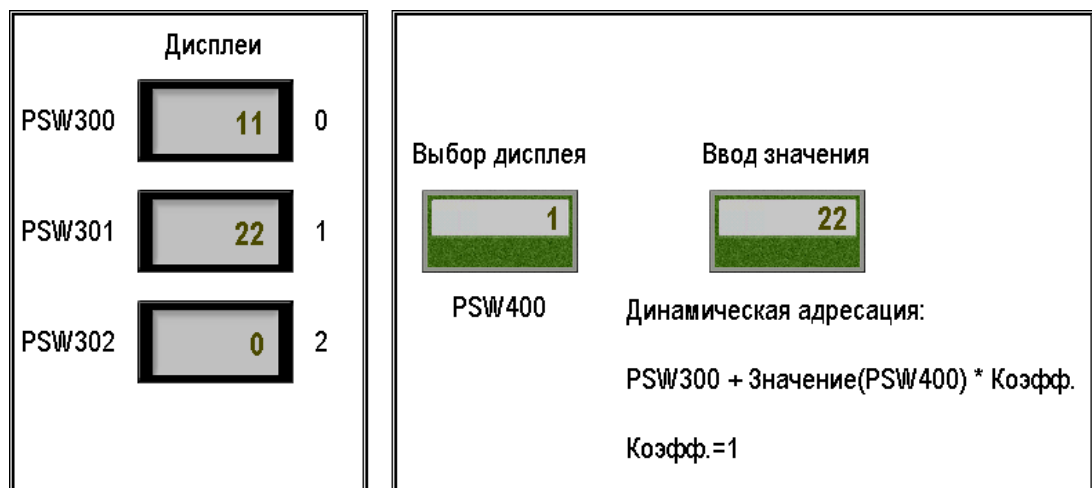 Дисплеи
PSW300 11 0
PSW301 22 1
PSW302 0 2
Выбор дисплея Ввод значения
1 22
PSW400
Динамическая адресация:
PSW300 + Значение(PSW400) * Коэфф.
Коэфф.=1